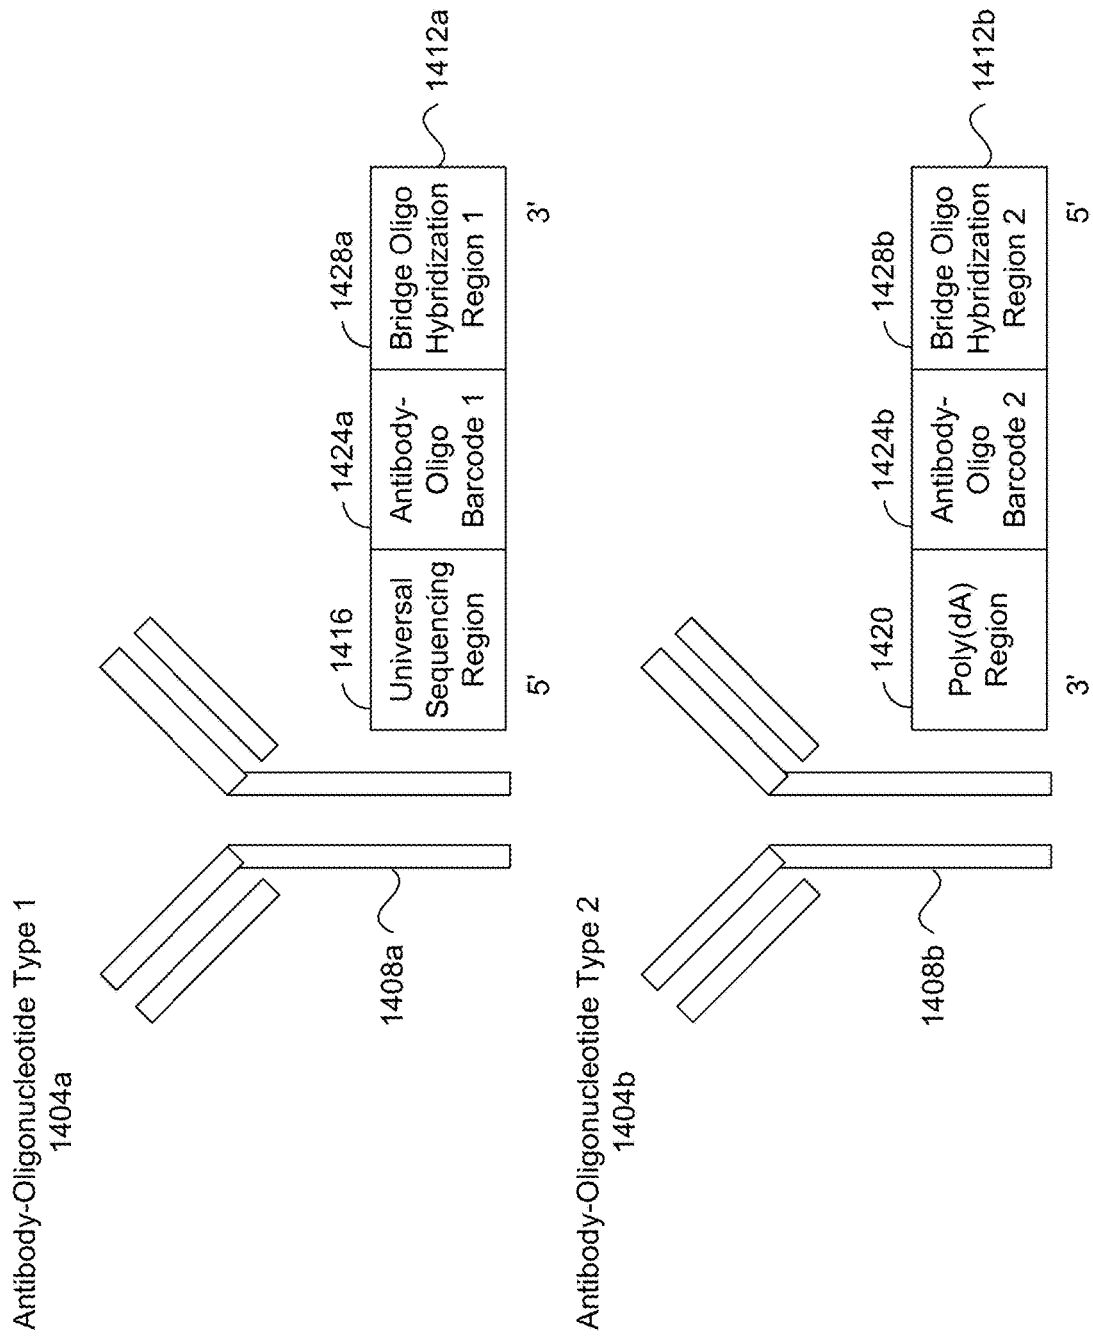 Antibody-Oligonucleotide Type 1
1404a
1408a
1416
1424a
1428a
1412a
Universal
Sequencing
Region
Antibody-
Oligo
Barcode 1
Bridge Oligo
Hybridization
Region 1
5'
3'
Antibody-Oligonucleotide Type 2
1404b
1408b
1420
1424b
1428b
1412b
Poly(dA)
Region
Antibody-
Oligo
Barcode 2
Bridge Oligo
Hybridization
Region 2
3'
5'